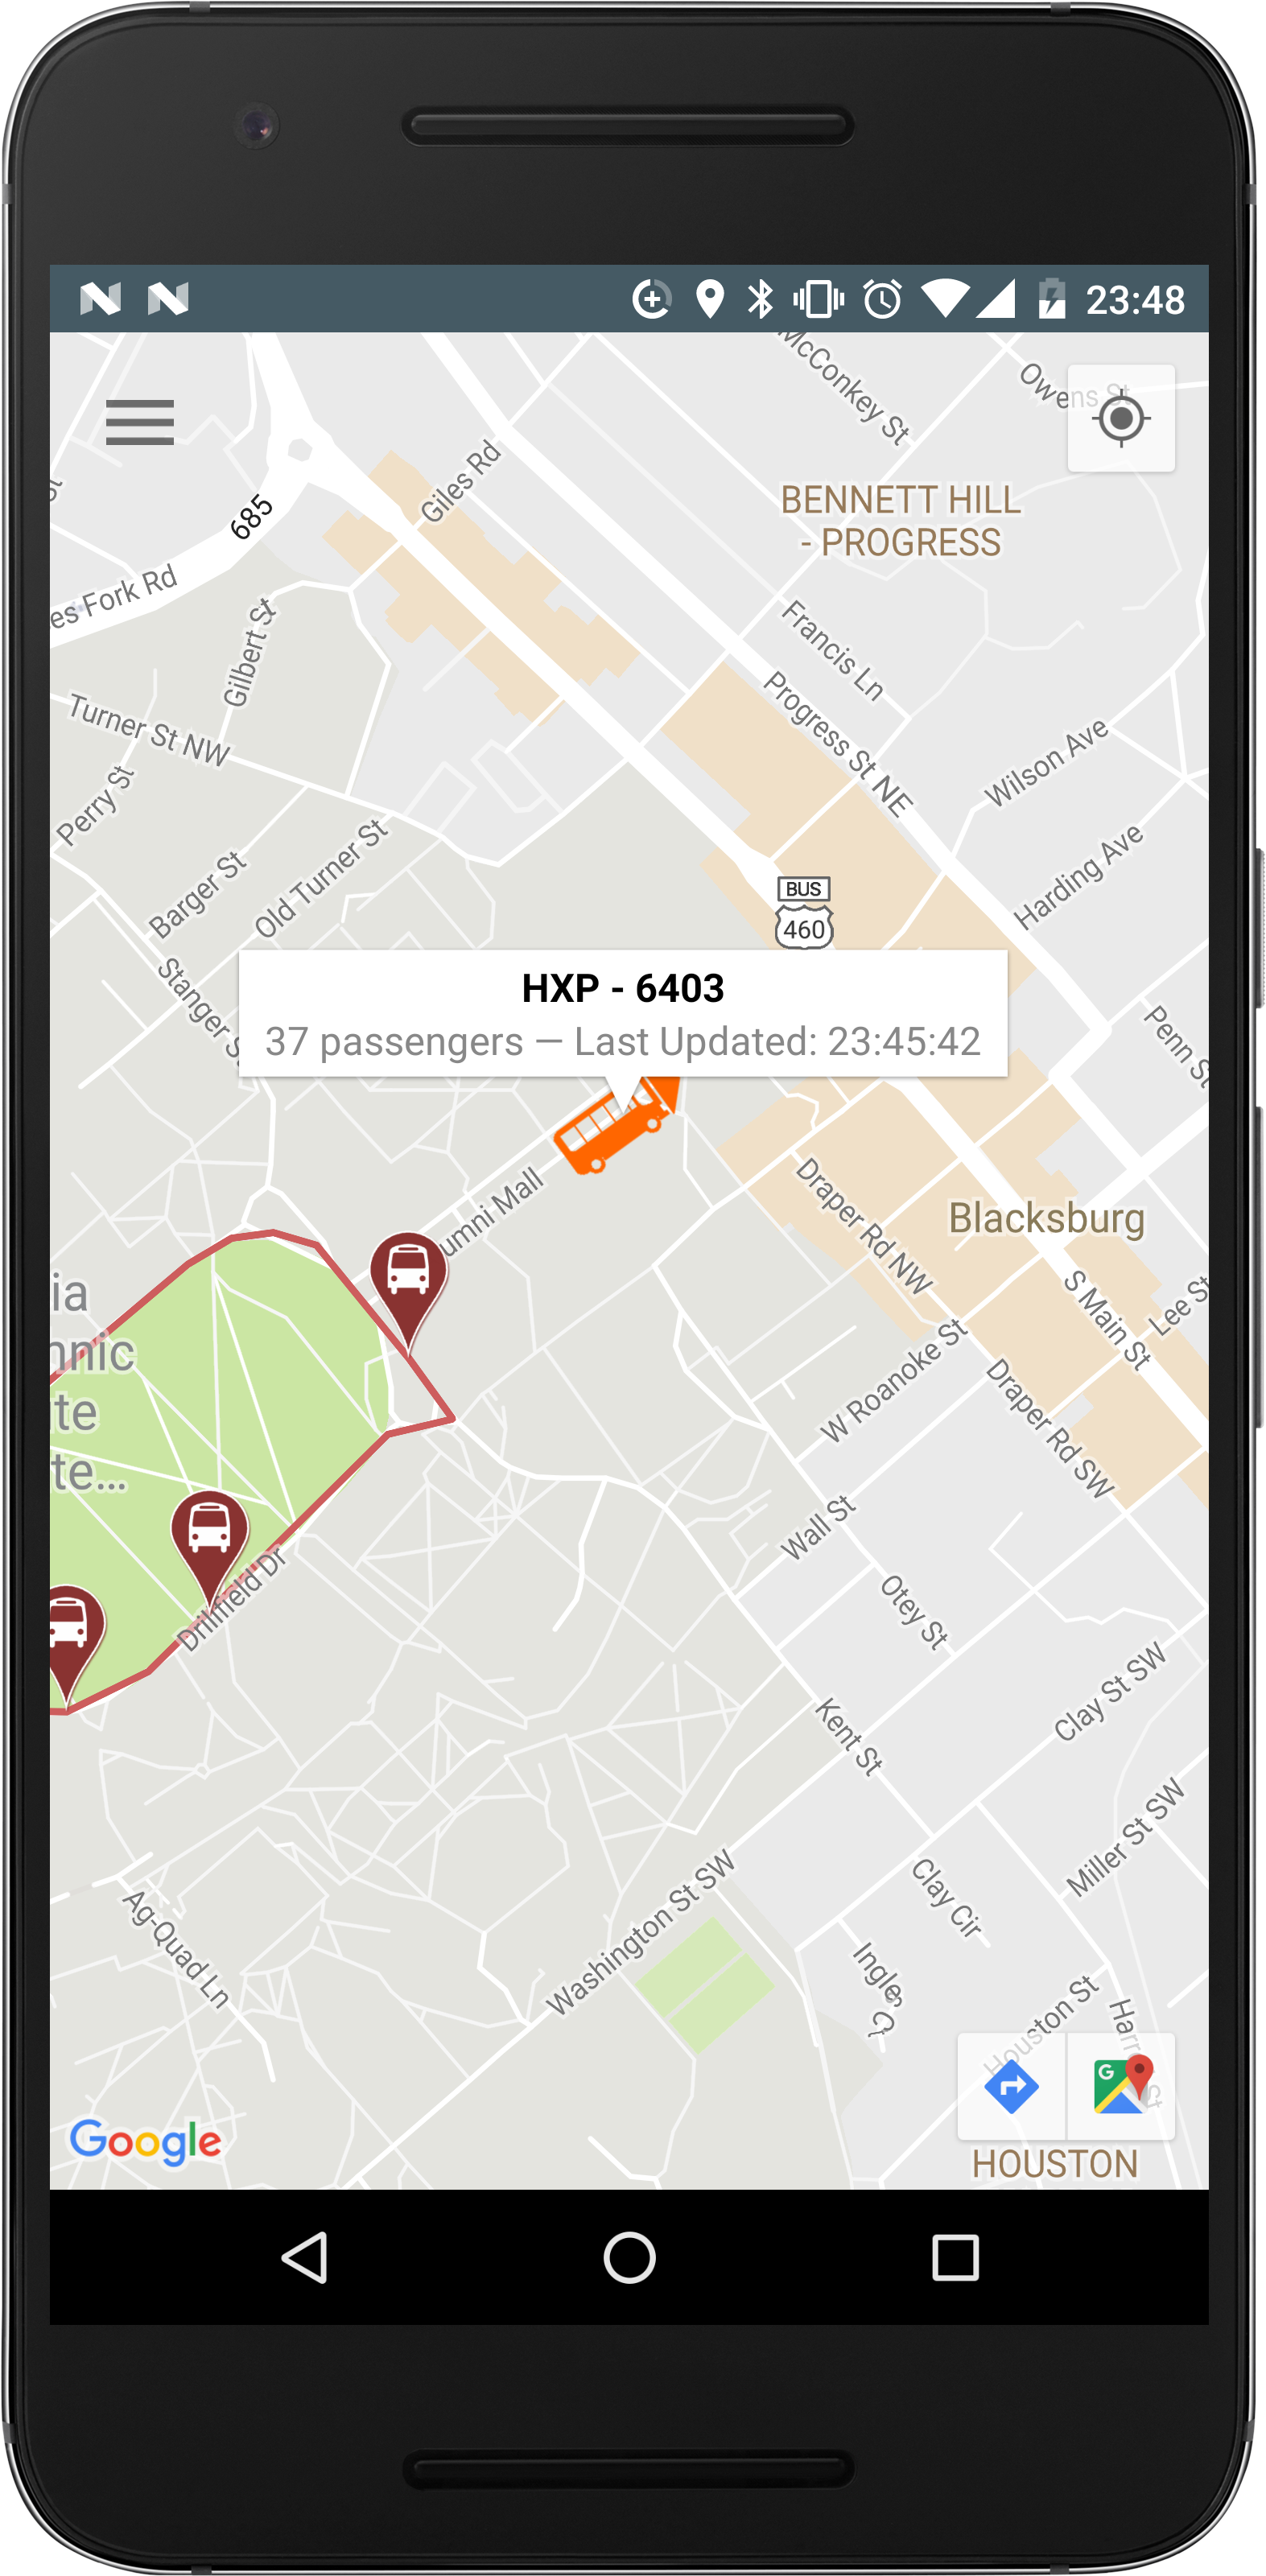 23:48
McConkey St
Owens St
Giles Rd
BENNETT HILL
- PROGRESS
685
es Fork Rd
Gilbert St
Francis Ln
Turner St NW
Progress St NE
Wilson Ave
Perry St
Old Turner St
Barger St
Harding Ave
BUS
460
Stanger S
HXP - 6403
37 passengers — Last Updated: 23:45:42
Penn St
umni Mall
Draper Rd NW
Blacksburg
ia
nnic
te
te...
S Main St
Lee St
W Roanoke St
Draper Rd SW
Wall St
Drillfield Dr
Otey St
Clay St SW
Kent St
Miller St SW
Washington St SW
Clay Cir
Ag-Quad Ln
Ingles Ct
Houston St
Harr
St
G
Google
HOUSTON